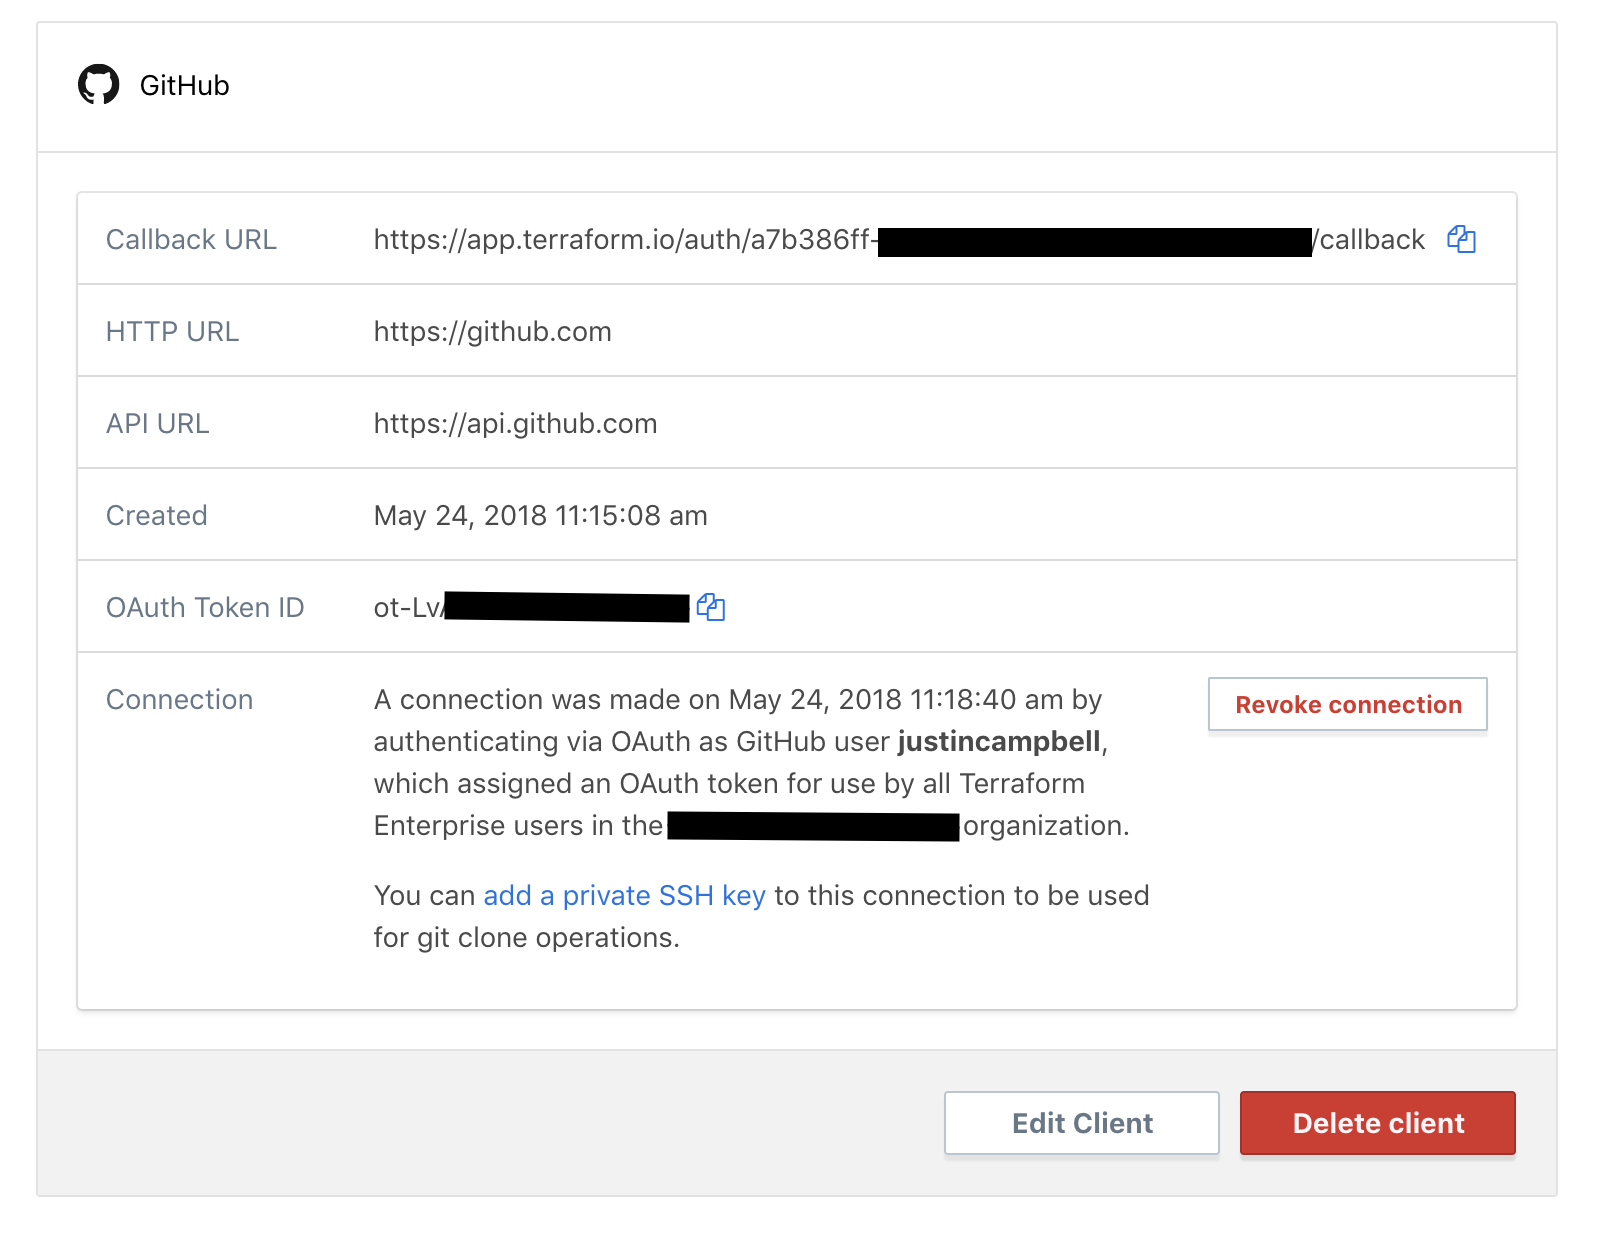 GitHub
Callback URL https://app.terraform.io/auth/a7b386ff- /callback
HTTP URL https://github.com
API URL https://api.github.com
Created May 24, 2018 11:15:08 am
OAuth Token ID ot-Lv
Connection A connection was made on May 24, 2018 11:18:40 am by Revoke connection
authenticating via OAuth as GitHub user justincampbell,
which assigned an OAuth token for use by all Terraform
Enterprise users in the organization.
You can add a private SSH key to this connection to be used
for git clone operations.
Edit Client Delete client